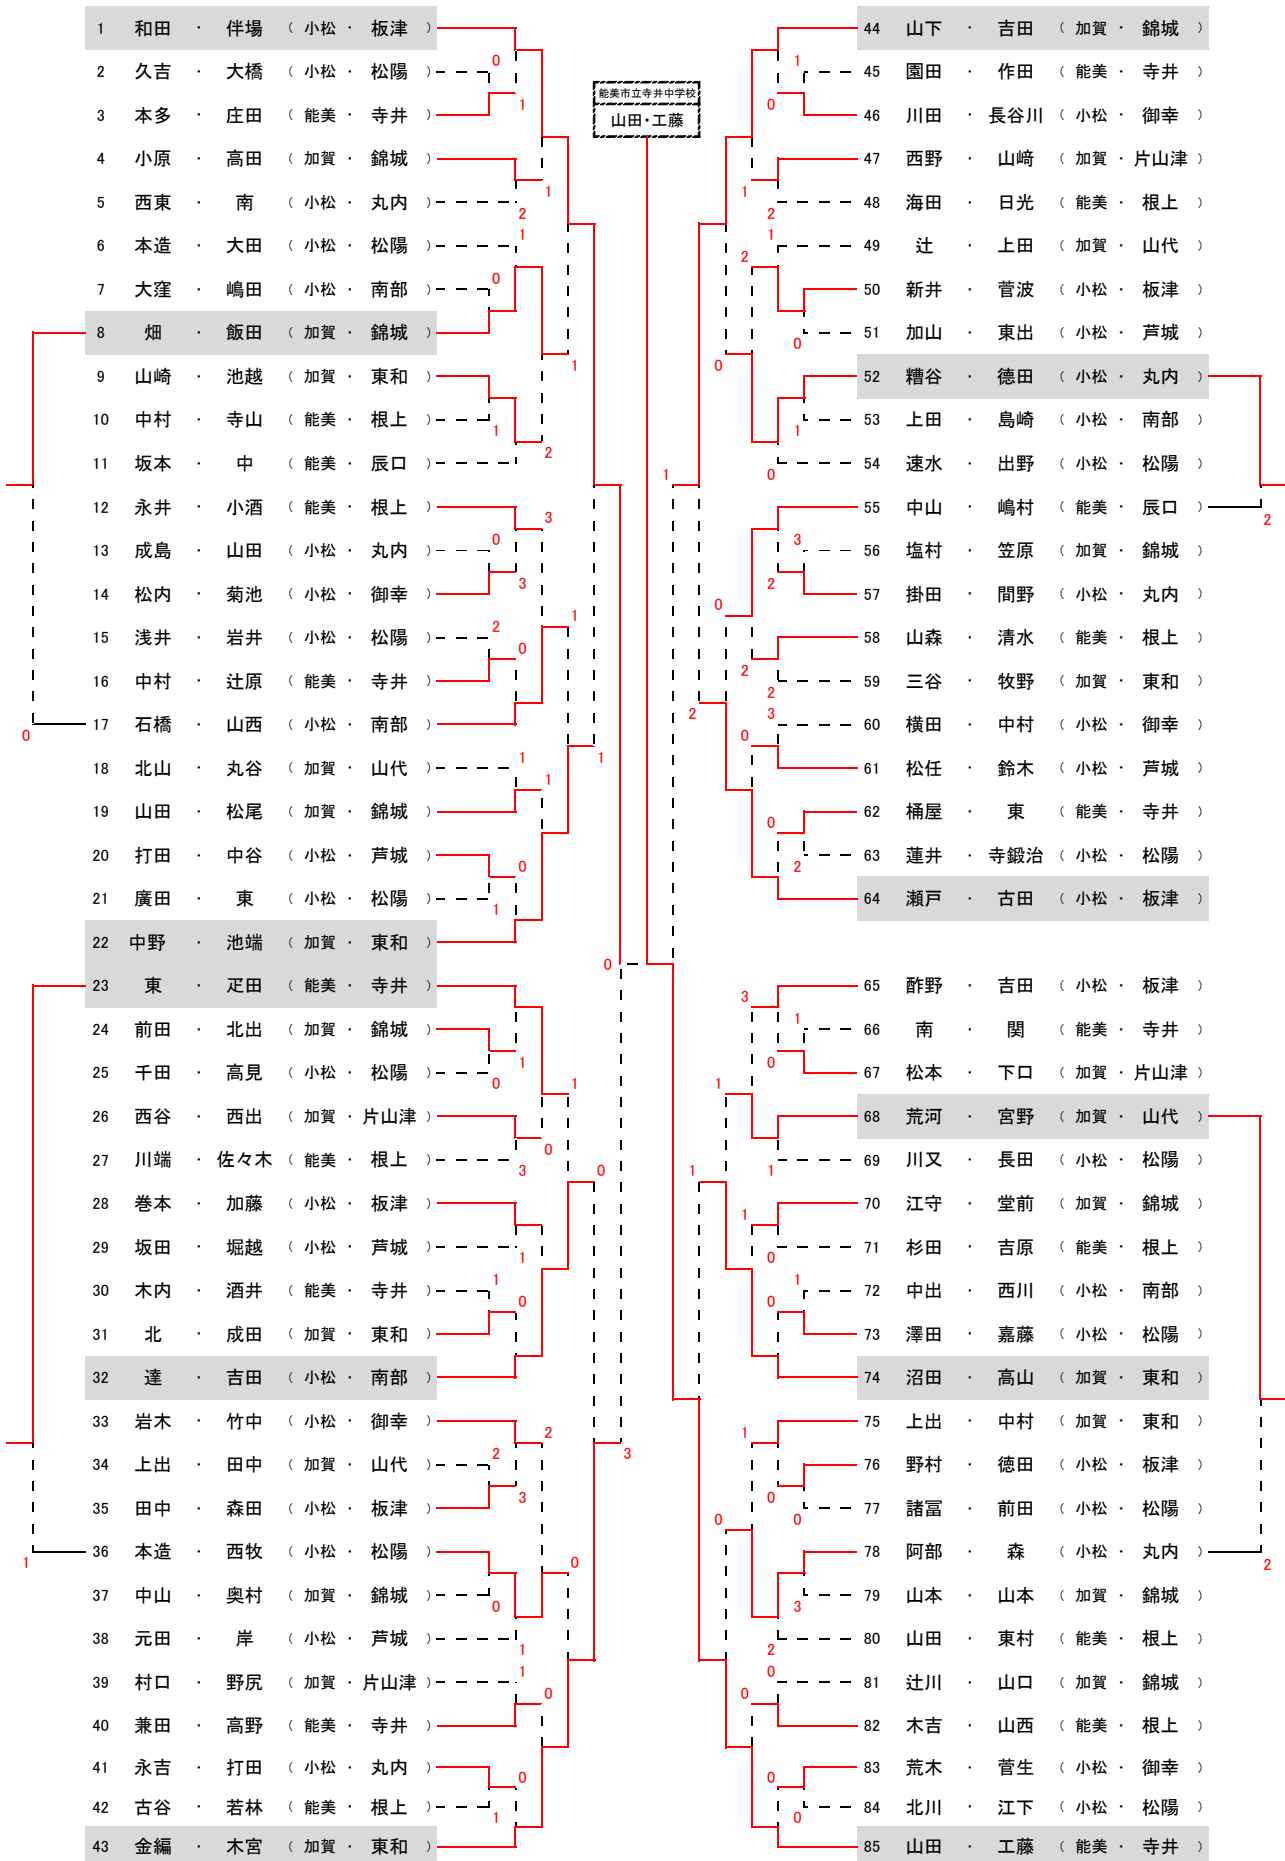 能美市立寺井中学校
山田・工藤
1 和田 ・ 伴場 （ 小松 ・ 板津 ）
2 久吉 ・ 大橋 （ 小松 ・ 松陽 ）
3 本多 ・ 庄田 （ 能美 ・ 寺井 ）
4 小原 ・ 高田 （ 加賀 ・ 錦城 ）
5 西東 ・ 南 （ 小松 ・ 丸内 ）
6 本造 ・ 大田 （ 小松 ・ 松陽 ）
7 大窪 ・ 嶋田 （ 小松 ・ 南部 ）
8 畑 ・ 飯田 （ 加賀 ・ 錦城 ）
9 山崎 ・ 池越 （ 加賀 ・ 東和 ）
10 中村 ・ 寺山 （ 能美 ・ 根上 ）
11 坂本 ・ 中 （ 能美 ・ 辰口 ）
12 永井 ・ 小酒 （ 能美 ・ 根上 ）
13 成島 ・ 山田 （ 小松 ・ 丸内 ）
14 松内 ・ 菊池 （ 小松 ・ 御幸 ）
15 浅井 ・ 岩井 （ 小松 ・ 松陽 ）
16 中村 ・ 辻原 （ 能美 ・ 寺井 ）
17 石橋 ・ 山西 （ 小松 ・ 南部 ）
18 北山 ・ 丸谷 （ 加賀 ・ 山代 ）
19 山田 ・ 松尾 （ 加賀 ・ 錦城 ）
20 打田 ・ 中谷 （ 小松 ・ 芦城 ）
21 廣田 ・ 東 （ 小松 ・ 松陽 ）
22 中野 ・ 池端 （ 加賀 ・ 東和 ）
23 東 ・ 疋田 （ 能美 ・ 寺井 ）
24 前田 ・ 北出 （ 加賀 ・ 錦城 ）
25 千田 ・ 高見 （ 小松 ・ 松陽 ）
26 西谷 ・ 西出 （ 加賀 ・ 片山津 ）
27 川端 ・ 佐々木 （ 能美 ・ 根上 ）
28 巻本 ・ 加藤 （ 小松 ・ 板津 ）
29 坂田 ・ 堀越 （ 小松 ・ 芦城 ）
30 木内 ・ 酒井 （ 能美 ・ 寺井 ）
31 北 ・ 成田 （ 加賀 ・ 東和 ）
32 達 ・ 吉田 （ 小松 ・ 南部 ）
33 岩木 ・ 竹中 （ 小松 ・ 御幸 ）
34 上出 ・ 田中 （ 加賀 ・ 山代 ）
35 田中 ・ 森田 （ 小松 ・ 板津 ）
36 本造 ・ 西牧 （ 小松 ・ 松陽 ）
37 中山 ・ 奥村 （ 加賀 ・ 錦城 ）
38 元田 ・ 岸 （ 小松 ・ 芦城 ）
39 村口 ・ 野尻 （ 加賀 ・ 片山津 ）
40 兼田 ・ 高野 （ 能美 ・ 寺井 ）
41 永吉 ・ 打田 （ 小松 ・ 丸内 ）
42 古谷 ・ 若林 （ 能美 ・ 根上 ）
43 金編 ・ 木宮 （ 加賀 ・ 東和 ）
44 山下 ・ 吉田 （ 加賀 ・ 錦城 ）
45 園田 ・ 作田 （ 能美 ・ 寺井 ）
46 川田 ・ 長谷川 （ 小松 ・ 御幸 ）
47 西野 ・ 山﨑 （ 加賀 ・ 片山津 ）
48 海田 ・ 日光 （ 能美 ・ 根上 ）
49 辻 ・ 上田 （ 加賀 ・ 山代 ）
50 新井 ・ 菅波 （ 小松 ・ 板津 ）
51 加山 ・ 東出 （ 小松 ・ 芦城 ）
52 糟谷 ・ 德田 （ 小松 ・ 丸内 ）
53 上田 ・ 島崎 （ 小松 ・ 南部 ）
54 速水 ・ 出野 （ 小松 ・ 松陽 ）
55 中山 ・ 嶋村 （ 能美 ・ 辰口 ）
56 塩村 ・ 笠原 （ 加賀 ・ 錦城 ）
57 掛田 ・ 間野 （ 小松 ・ 丸内 ）
58 山森 ・ 清水 （ 能美 ・ 根上 ）
59 三谷 ・ 牧野 （ 加賀 ・ 東和 ）
60 横田 ・ 中村 （ 小松 ・ 御幸 ）
61 松任 ・ 鈴木 （ 小松 ・ 芦城 ）
62 桶屋 ・ 東 （ 能美 ・ 寺井 ）
63 蓮井 ・ 寺鍛治 （ 小松 ・ 松陽 ）
64 瀬戸 ・ 古田 （ 小松 ・ 板津 ）
65 酢野 ・ 吉田 （ 小松 ・ 板津 ）
66 南 ・ 関 （ 能美 ・ 寺井 ）
67 松本 ・ 下口 （ 加賀 ・ 片山津 ）
68 荒河 ・ 宮野 （ 加賀 ・ 山代 ）
69 川又 ・ 長田 （ 小松 ・ 松陽 ）
70 江守 ・ 堂前 （ 加賀 ・ 錦城 ）
71 杉田 ・ 吉原 （ 能美 ・ 根上 ）
72 中出 ・ 西川 （ 小松 ・ 南部 ）
73 澤田 ・ 嘉藤 （ 小松 ・ 松陽 ）
74 沼田 ・ 高山 （ 加賀 ・ 東和 ）
75 上出 ・ 中村 （ 加賀 ・ 東和 ）
76 野村 ・ 徳田 （ 小松 ・ 板津 ）
77 諸冨 ・ 前田 （ 小松 ・ 松陽 ）
78 阿部 ・ 森 （ 小松 ・ 丸内 ）
79 山本 ・ 山本 （ 加賀 ・ 錦城 ）
80 山田 ・ 東村 （ 能美 ・ 根上 ）
81 辻川 ・ 山口 （ 加賀 ・ 錦城 ）
82 木吉 ・ 山西 （ 能美 ・ 根上 ）
83 荒木 ・ 菅生 （ 小松 ・ 御幸 ）
84 北川 ・ 江下 （ 小松 ・ 松陽 ）
85 山田 ・ 工藤 （ 能美 ・ 寺井 ）